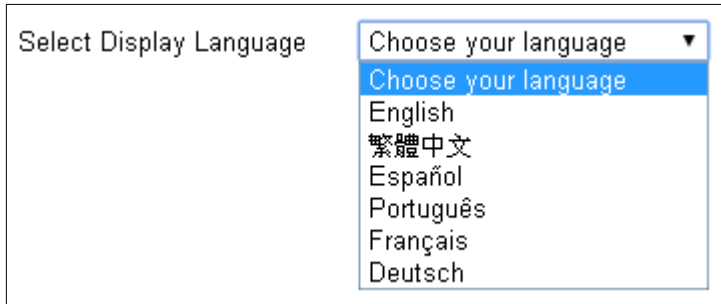 Select Display Language Choose your language ▼
Choose your language
English
繁體中文
Español
Português
Français
Deutsch